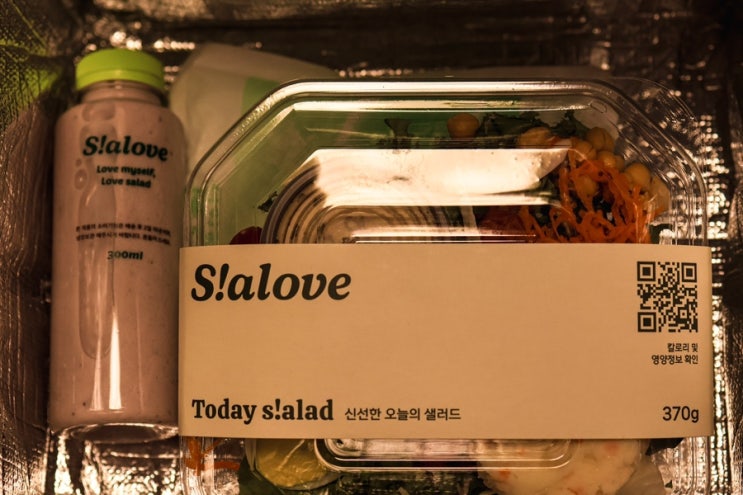 S!alove
Love myself,
Love salad
300ml
S!alove
칼로리 및
영양정보 확인
Today s!alad 신선한 오늘의 샐러드
370g